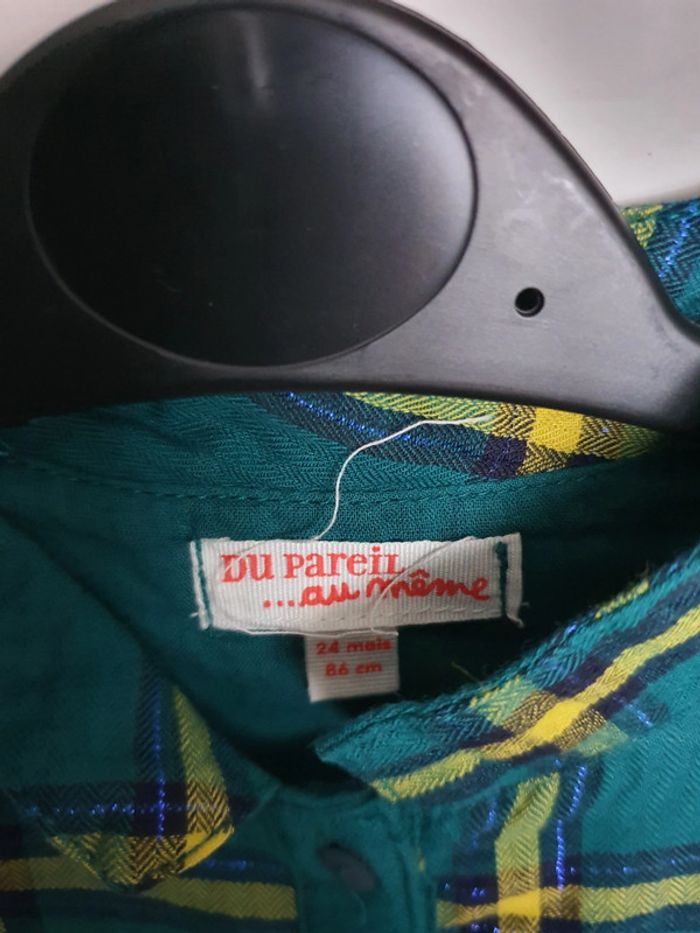 DU PAREIL
...au même
24 mois
86 cm